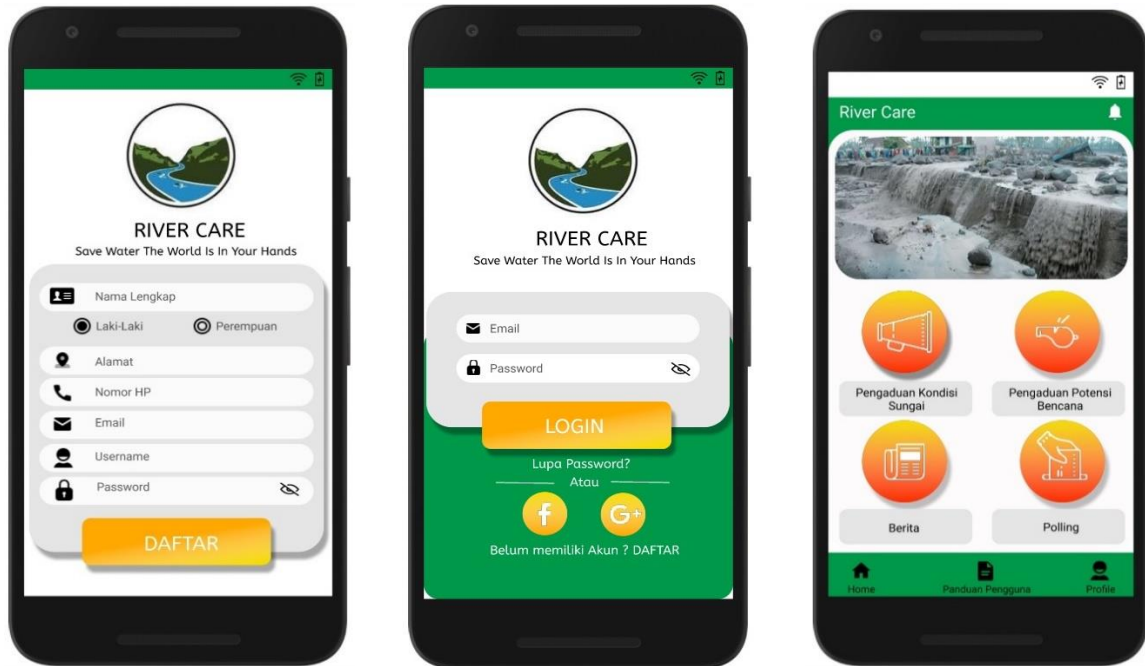 RIVER CARE
Save Water The World Is In Your Hands
Nama Lengkap
Laki-Laki
Perempuan
Alamat
Nomor HP
Email
Username
Password
DAFTAR
RIVER CARE
Save Water The World Is In Your Hands
Email
Password
LOGIN
Lupa Password?
Atau
f G+
Belum memiliki Akun ? DAFTAR
River Care
Pengaduan Kondisi
Sungai
Pengaduan Potensi
Bencana
Berita
Polling
Home
Panduan Pengguna
Profile